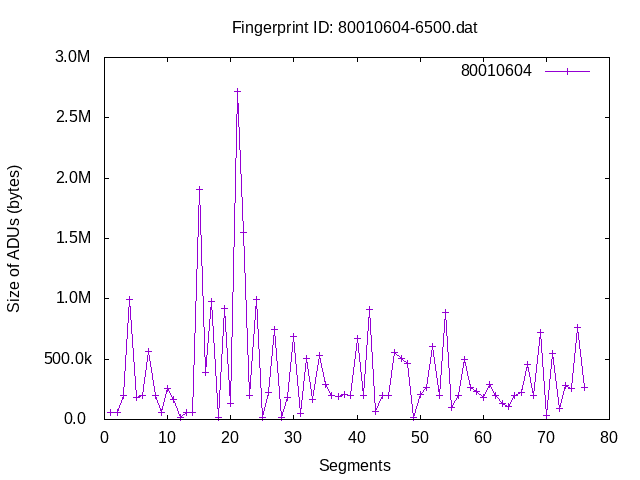 Fingerprint ID: 80010604-6500.dat
80010604
3.0M
2.5M
2.0M
1.5M
1.0M
500.0k
0.0
Size of ADUs (bytes)
0 10 20 30 40 50 60 70 80
Segments